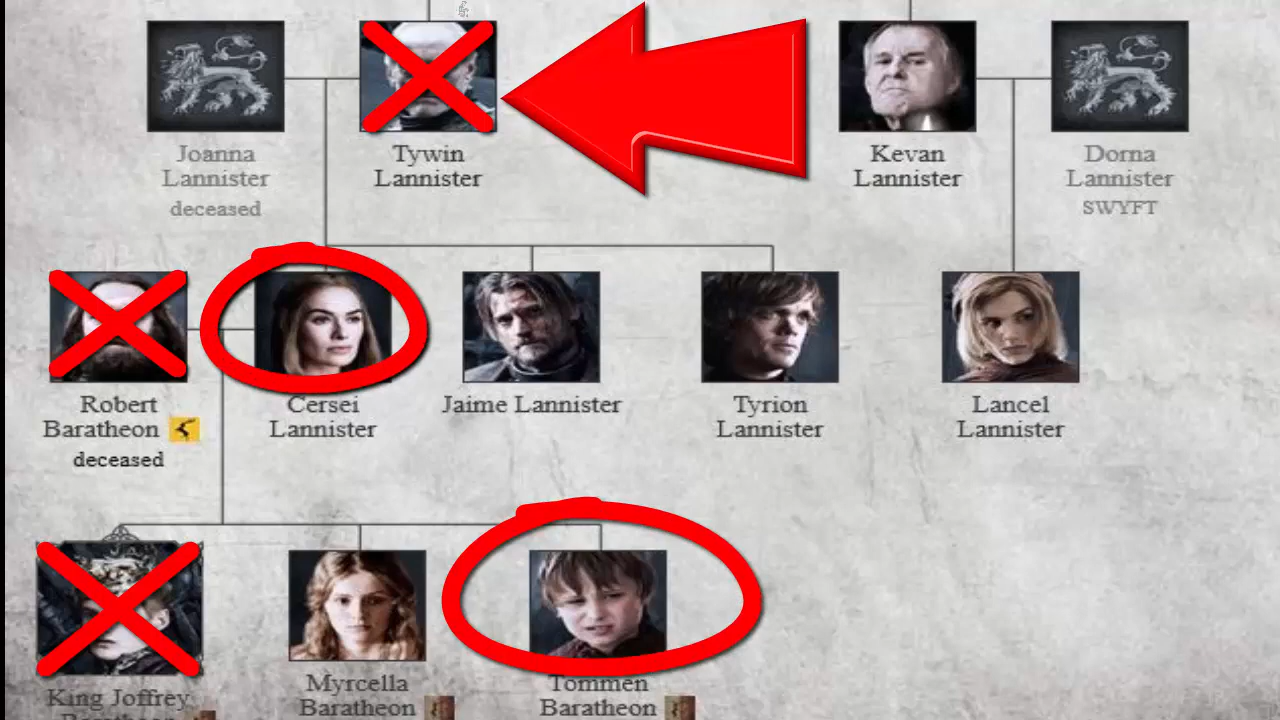 Joanna
Lannister
deceased
Tywin
Lannister
Kevan
Lannister
Dorna
Lannister
SWYFT
Robert
Baratheon
deceased
Cersei
Lannister
Jaime Lannister
Tyrion
Lannister
Lancel
Lannister
King Joffrey
Baratheon
Myrcella
Baratheon
Tommen
Baratheon